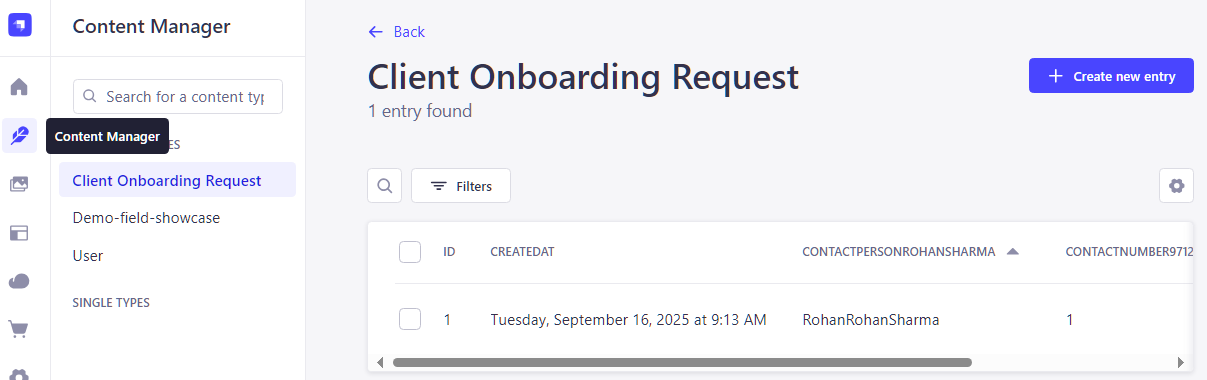 Content Manager
Search for a content typ
Content Manager
ES
Client Onboarding Request
Demo-field-showcase
User
SINGLE TYPES
Back
Client Onboarding Request
1 entry found
Create new entry
Filters
ID CREATEDAT CONTACTPERSONROHANSHARMA CONTACTNUMBER9712
1 Tuesday, September 16, 2025 at 9:13 AM RohanRohanSharma 1